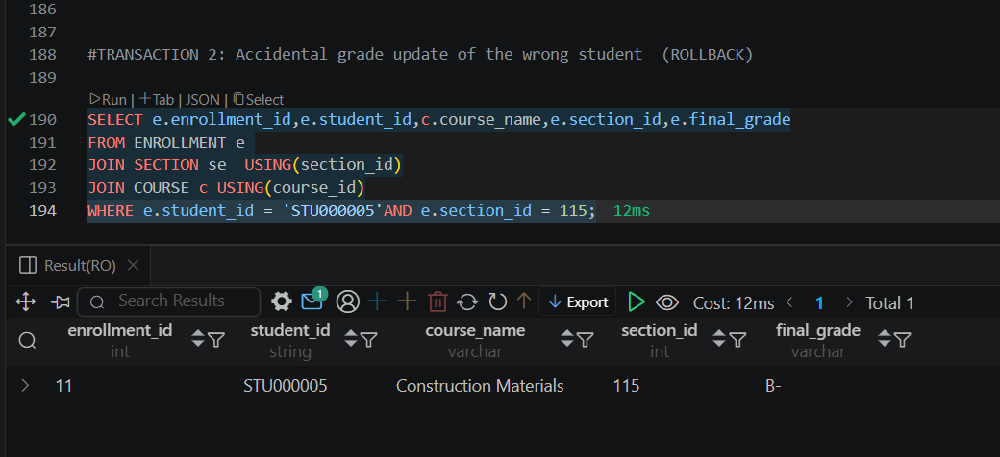 186
187
188 #TRANSACTION 2: Accidental grade update of the wrong student  (ROLLBACK)
189
Run | +Tab | JSON | Select
190 SELECT e.enrollment_id,e.student_id,c.course_name,e.section_id,e.final_grade
191 FROM ENROLLMENT e
192 JOIN SECTION se  USING(section_id)
193 JOIN COURSE c USING(course_id)
194 WHERE e.student_id = 'STU000005'AND e.section_id = 115;  12ms
Result(RO)
Search Results 1 Export Cost: 12ms < 1 > Total 1
enrollment_id student_id course_name section_id final_grade
int string varchar int varchar
11 STU000005 Construction Materials 115 B-